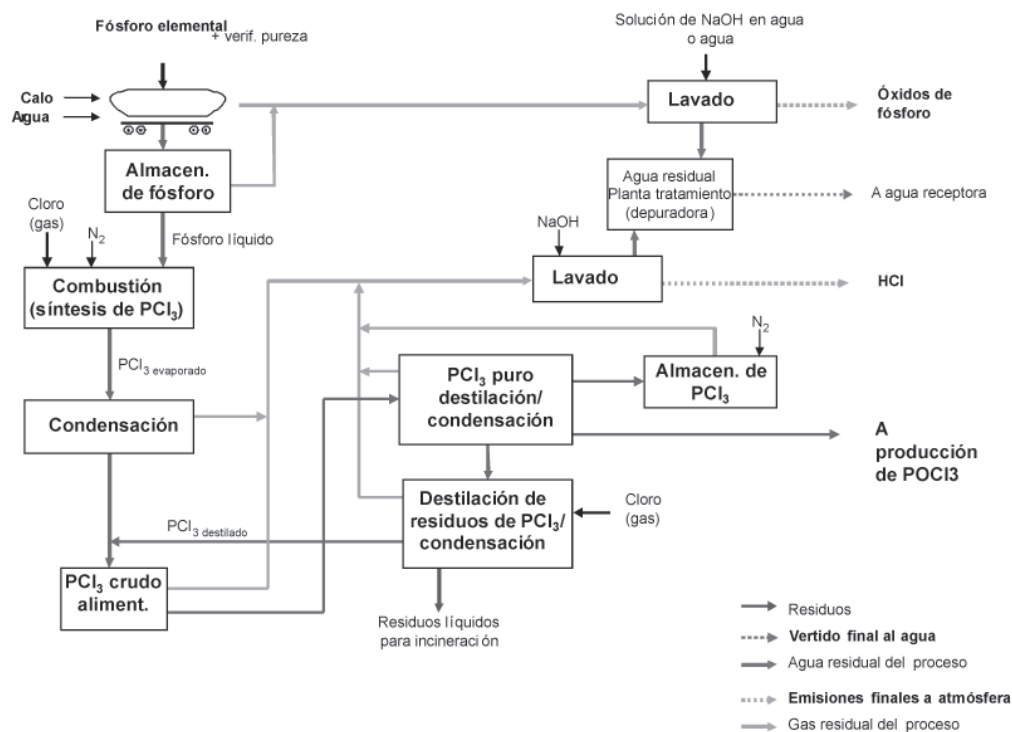 Fósforo elemental
+ verif. pureza
Solución de NaOH en agua
o agua
Calo
Agua
Lavado
Óxidos de
fósforo
Almacen.
de fósforo
Agua residual
Planta tratamiento
(depuradora)
A agua receptora
Cloro
(gas)
N2
Fósforo líquido
NaOH
Combustión
(síntesis de PCl3)
Lavado
HCl
PCl3 evaporado
N2
PCl3 puro
destilación/
condensación
Almacen. de
PCl3
Condensación
A
producción
de POCl3
Destilación de
residuos de PCl3/
condensación
Cloro
(gas)
PCl3 destilado
PCl3 crudo
aliment.
Residuos líquidos
para incineración
Residuos
Vertido final al agua
Agua residual del proceso
Emisiones finales a atmósfera
Gas residual del proceso